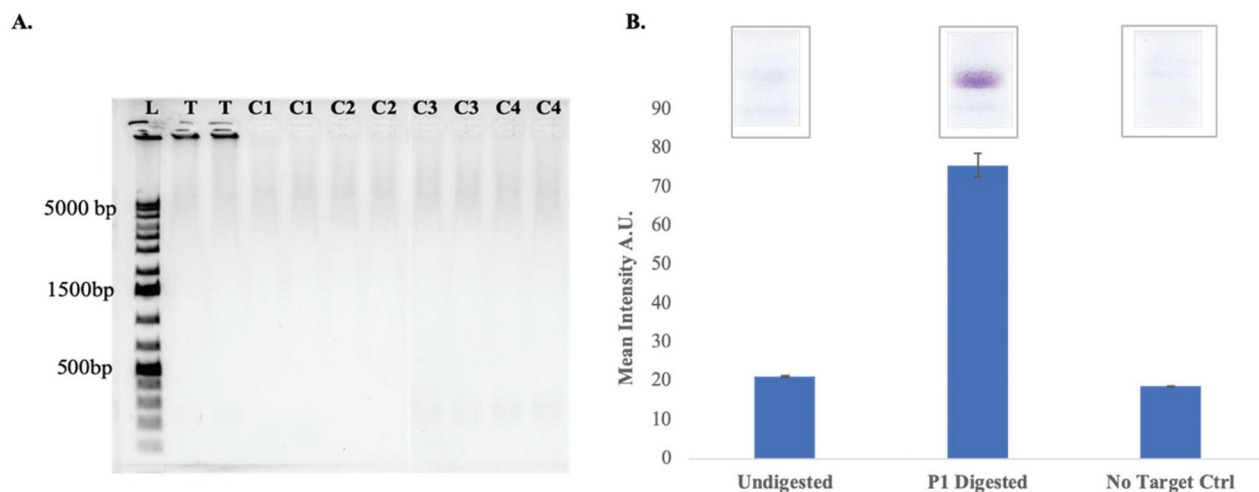 A.
L T T C1 C1 C2 C2 C3 C3 C4 C4
5000 bp
1500bp
500bp
B.
90
80
70
60
50
40
30
20
10
0
Mean Intensity A.U.
Undigested P1 Digested No Target Ctrl